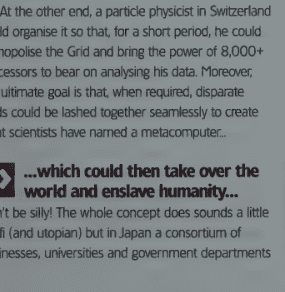 At the other end, a particle physicist in Switzerland
ld organise it so that, for a short period, he could
nopolise the Grid and bring the power of 8,000+
cessors to bear on analysing his data. Moreover,
ultimate goal is that, when required, disparate
ds could be lashed together seamlessly to create
at scientists have named a metacomputer...
...which could then take over the
world and enslave humanity...
n't be silly! The whole concept does sounds a little
fi (and utopian) but in Japan a consortium of
inesses, universities and government departments